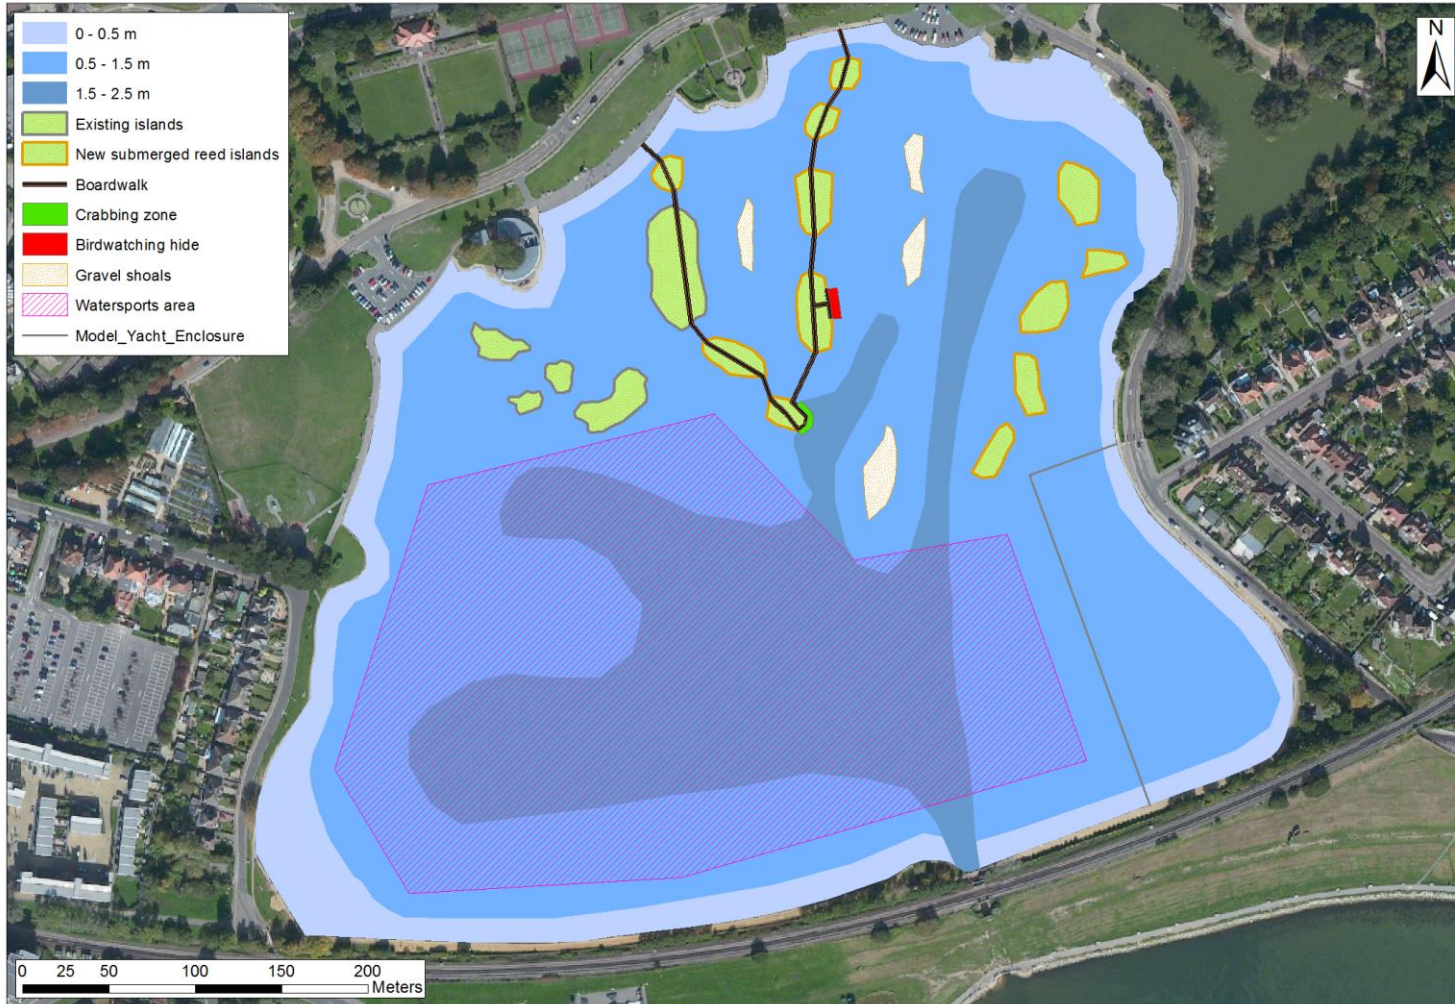 0 - 0.5 m
0.5 - 1.5 m
1.5 - 2.5 m
Existing islands
New submerged reed islands
Boardwalk
Crabbing zone
Birdwatching hide
Gravel shoals
Watersports area
Model_Yacht_Enclosure
N
0 25 50 100 150 200
Meters